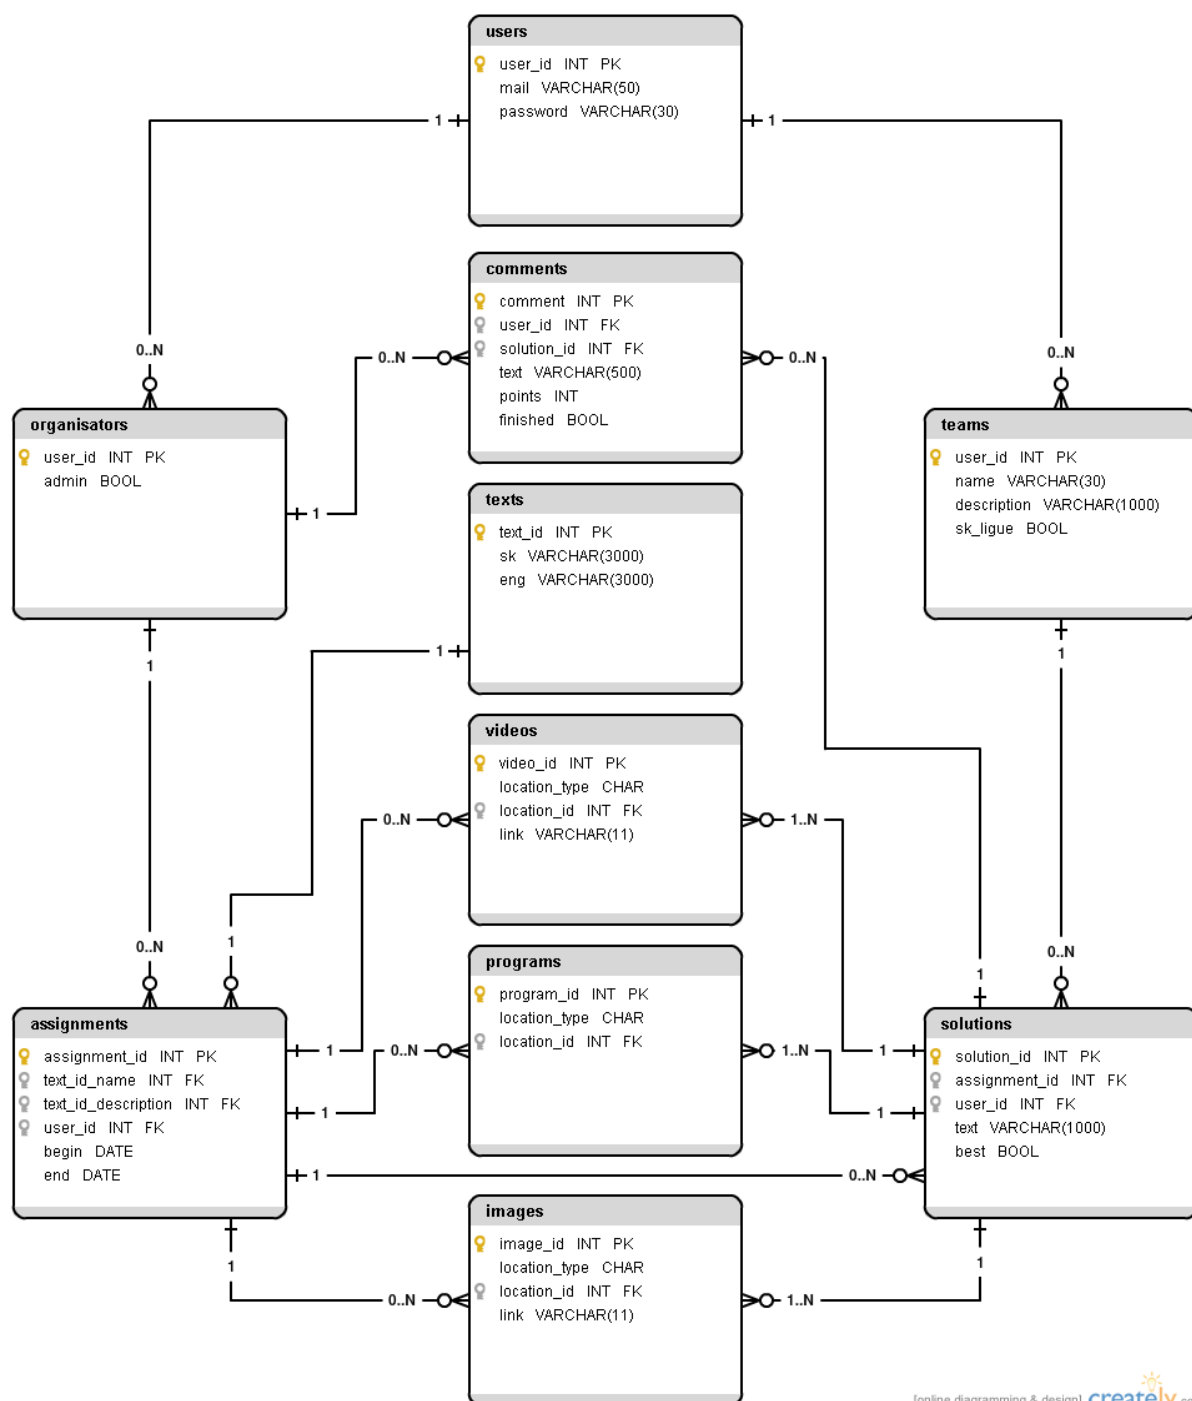 users
user_id INT PK
mail VARCHAR(50)
password VARCHAR(30)
1
1
0..N
0..N
comments
comment INT PK
user_id INT FK
solution_id INT FK
text VARCHAR(500)
points INT
finished BOOL
0..N
0..N
organisators
user_id INT PK
admin BOOL
1
1
teams
user_id INT PK
name VARCHAR(30)
description VARCHAR(1000)
sk_ligue BOOL
1
texts
text_id INT PK
sk VARCHAR(3000)
eng VARCHAR(3000)
1
videos
video_id INT PK
location_type CHAR
location_id INT FK
link VARCHAR(11)
0..N
1..N
0..N
1
1
0..N
programs
program_id INT PK
location_type CHAR
location_id INT FK
0..N
1..N
assignments
assignment_id INT PK
text_id_name INT FK
text_id_description INT FK
user_id INT FK
begin DATE
end DATE
1
1
1
0..N
1
1
solutions
solution_id INT PK
assignment_id INT FK
user_id INT FK
text VARCHAR(1000)
best BOOL
images
image_id INT PK
location_type CHAR
location_id INT FK
link VARCHAR(11)
1
0..N
1..N
1
[online diagramming & design] creately